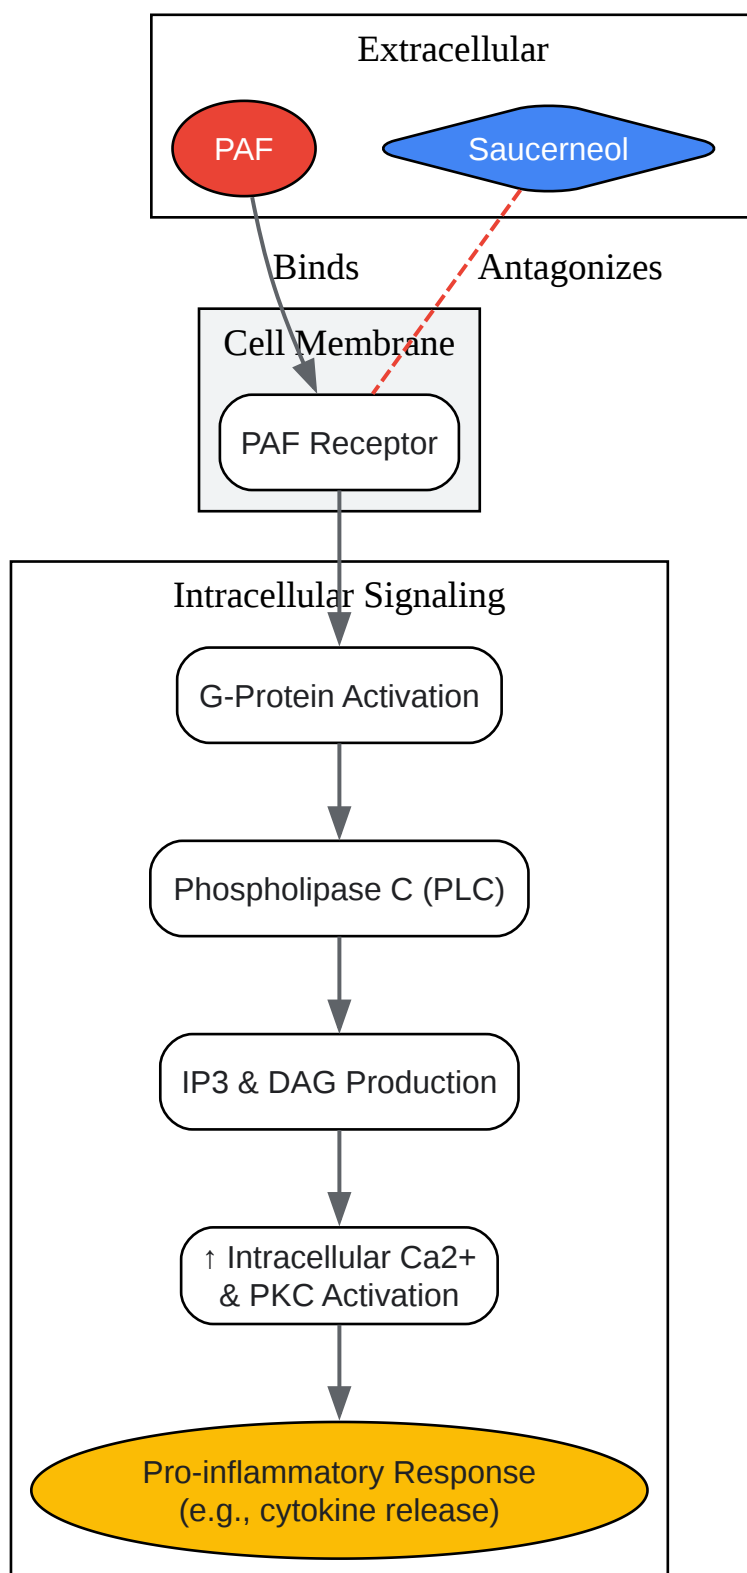 Extracellular
PAF
Saucerneol
Binds
Antagonizes
Cell Membrane
PAF Receptor
Intracellular Signaling
G-Protein Activation
Phospholipase C (PLC)
IP3 & DAG Production
↑ Intracellular Ca2+
& PKC Activation
Pro-inflammatory Response
(e.g., cytokine release)